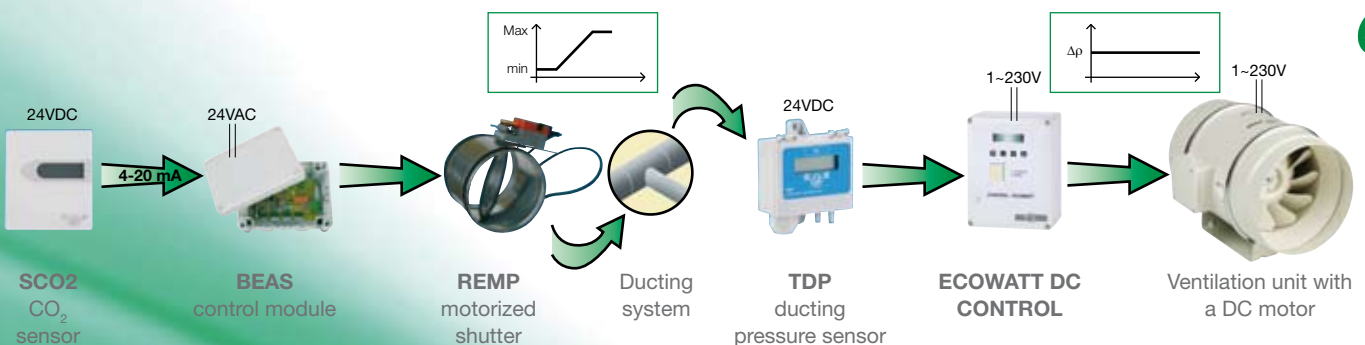 Max
min
Δρ
1~230V
1~230V
24VDC
24VAC
24VDC
4-20 mA
SCO2
CO₂
sensor
BEAS
control module
REMP
motorized
shutter
Ducting
system
TDP
ducting
pressure sensor
ECOWATT DC
CONTROL
Ventilation unit with
a DC motor